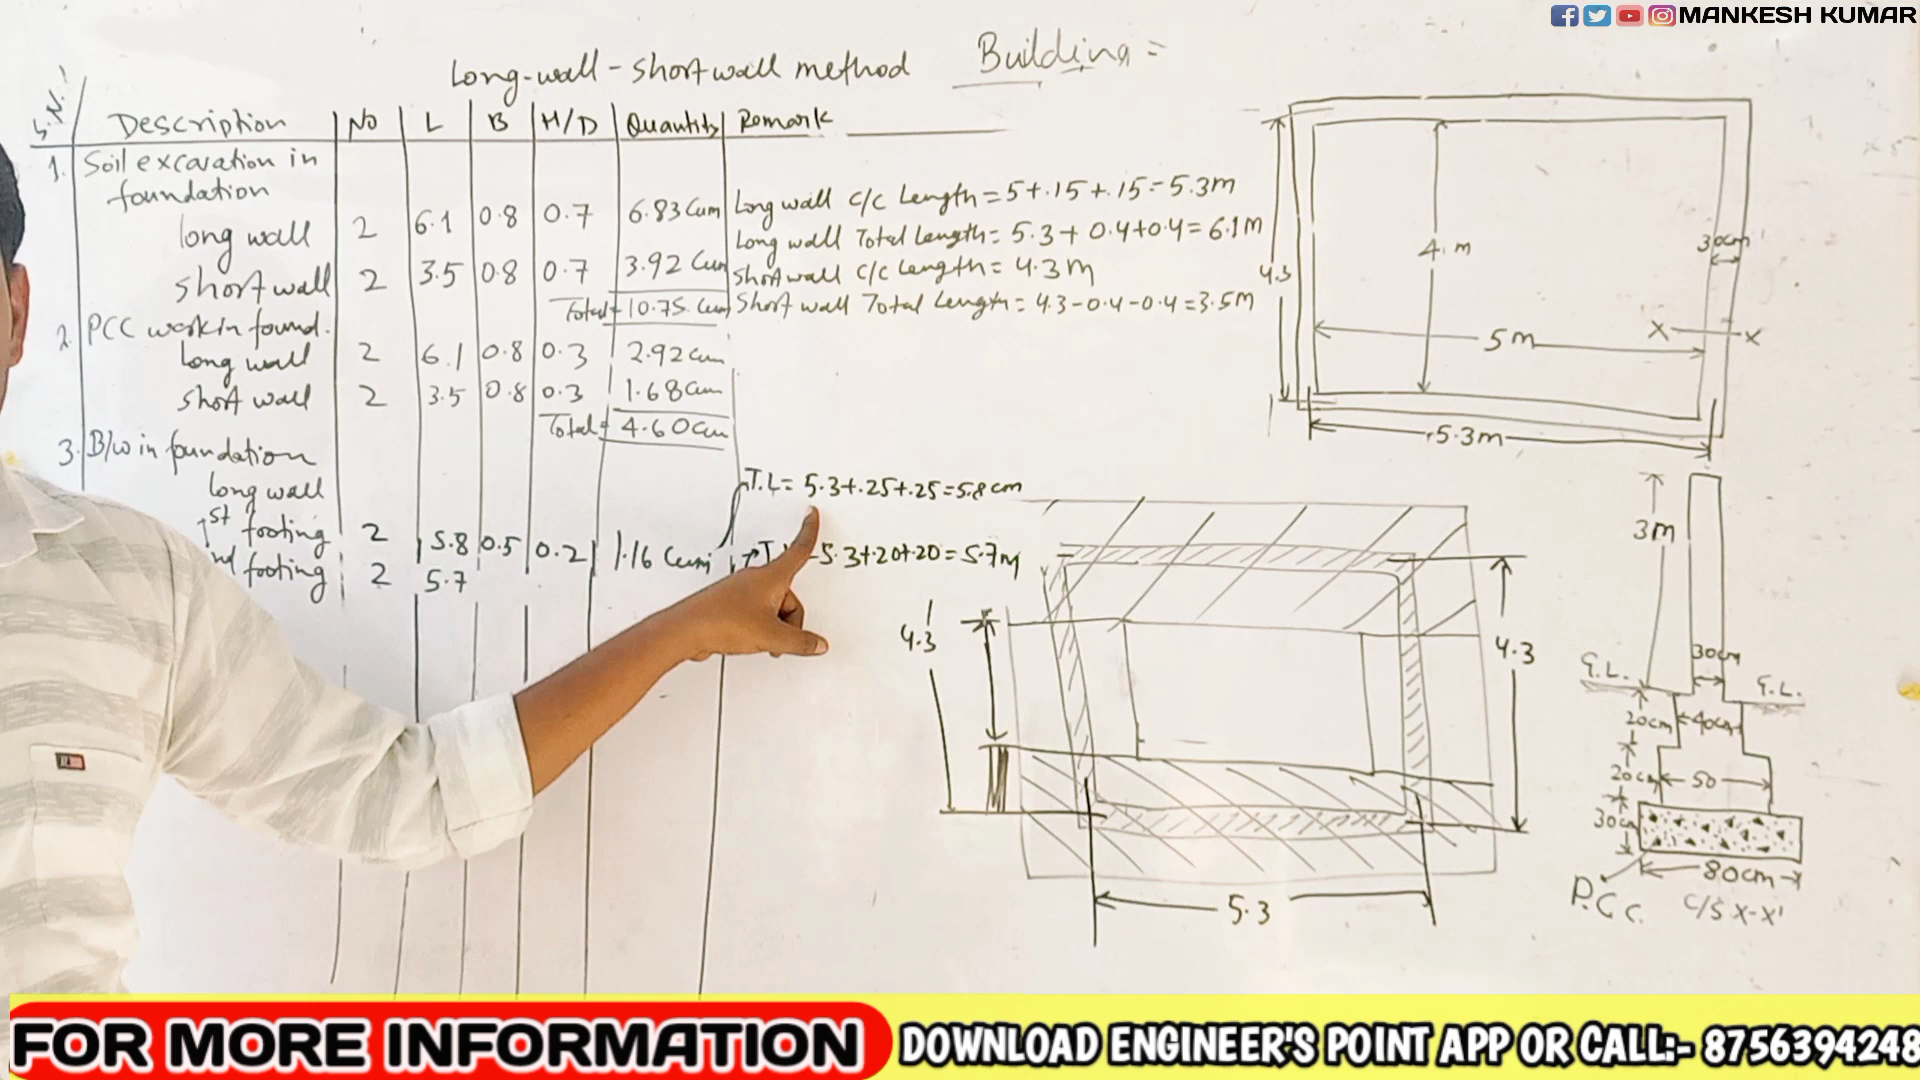 MANKESH KUMAR
Long-wall - Short wall method Building =
S.N. Description No L B H/D Quantity Remark
1. Soil excavation in
foundation
long wall 2 6.1 0.8 0.7 6.83 Cum Long wall c/c Length = 5+.15+.15=5.3m
Long wall Total Length = 5.3+0.4+0.4=6.1m
short wall 2 3.5 0.8 0.7 3.92 Cum Short wall c/c Length = 4.3m
Total = 10.75 Cum Short wall Total Length = 4.3-0.4-0.4=3.5m
2. PCC work in found.
Long wall 2 6.1 0.8 0.3 2.92 Cum
short wall 2 3.5 0.8 0.3 1.68 Cum
Total = 4.60 Cum
3. B/w in foundation
long wall T.L = 5.3+.25+.25=5.8cm
1st footing 2 5.8 0.5 0.2 1.16 Cum
nd footing 2 5.7 5.3+.20+.20=5.7m
4.3
4.m
30cm
5m
X X
5.3m
4.3
4.3
5.3
3m
30cm
G.L. G.L.
20cm 40cm
20cm 50
30cm
80cm
P.C.C.
C/S X-X'
FOR MORE INFORMATION DOWNLOAD ENGINEER'S POINT APP OR CALL:- 8756394248